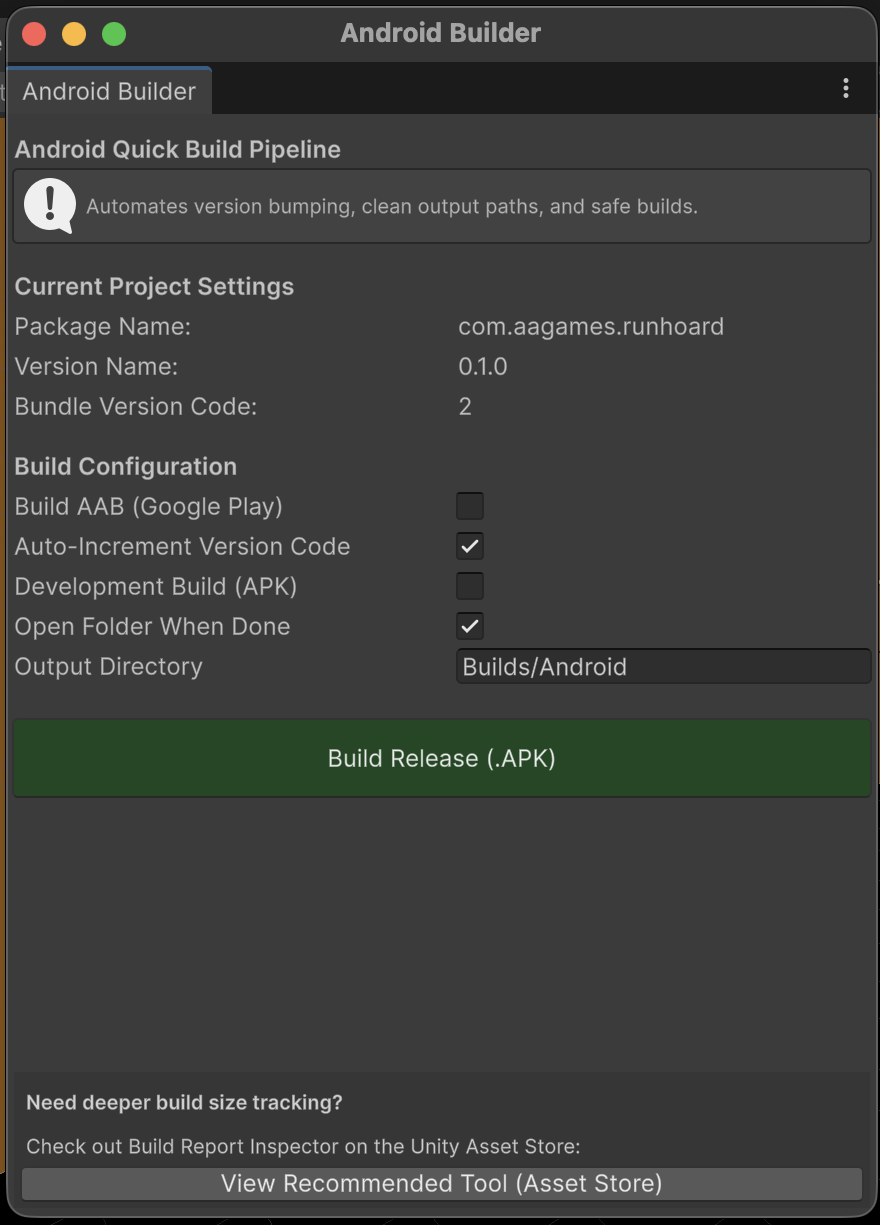 Android Builder
Android Builder
Android Quick Build Pipeline
Automates version bumping, clean output paths, and safe builds.
Current Project Settings
Package Name: com.aagames.runhoard
Version Name: 0.1.0
Bundle Version Code: 2
Build Configuration
Build AAB (Google Play)
Auto-Increment Version Code
Development Build (APK)
Open Folder When Done
Output Directory Builds/Android
Build Release (.APK)
Need deeper build size tracking?
Check out Build Report Inspector on the Unity Asset Store:
View Recommended Tool (Asset Store)